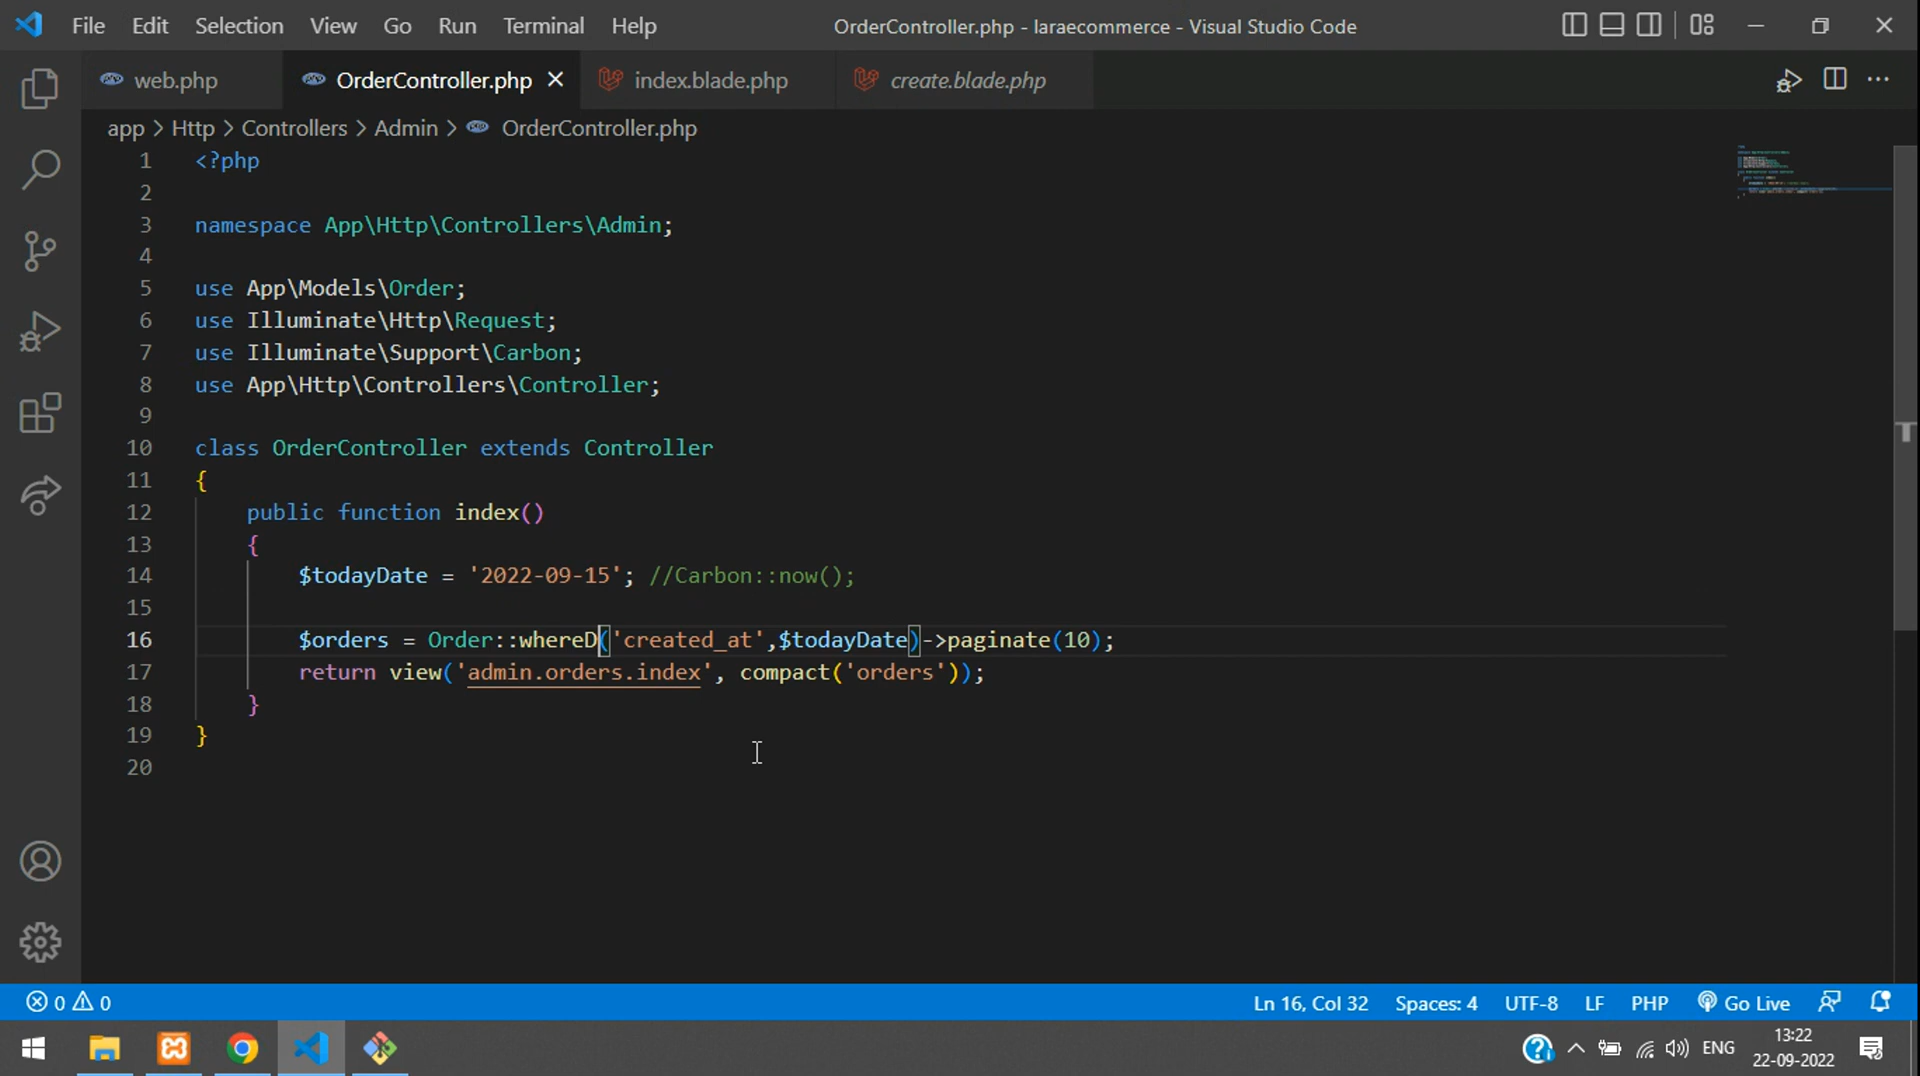 File Edit Selection View Go Run Terminal Help OrderController.php - laraecommerce - Visual Studio Code
web.php OrderController.php index.blade.php create.blade.php
app > Http > Controllers > Admin > OrderController.php
1 <?php
2
3 namespace App\Http\Controllers\Admin;
4
5 use App\Models\Order;
6 use Illuminate\Http\Request;
7 use Illuminate\Support\Carbon;
8 use App\Http\Controllers\Controller;
9
10 class OrderController extends Controller
11 {
12 public function index()
13 {
14 $todayDate = '2022-09-15'; //Carbon::now();
15
16 $orders = Order::whereD('created_at',$todayDate)->paginate(10);
17 return view('admin.orders.index', compact('orders'));
18 }
19 }
20
0 0 Ln 16, Col 32 Spaces: 4 UTF-8 LF PHP Go Live
ENG 13:22
22-09-2022